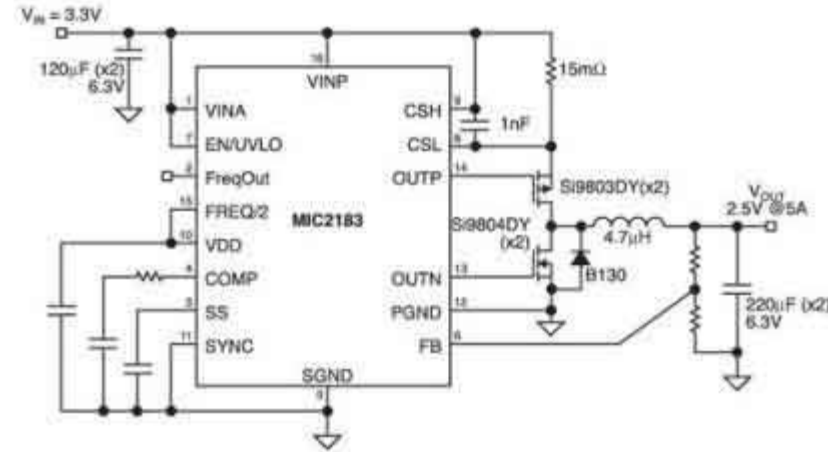 VIN = 3.3V
120µF (x2)
6.3V
16
VINP
1
VINA
7
EN/UVLO
2
FreqOut
15
FREQ/2
10
VDD
4
COMP
3
SS
11
SYNC
MIC2183
SGND
CSH
9
CSL
8
OUTP
14
OUTN
13
PGND
12
FB
6
1nF
15mΩ
Si9803DY(x2)
Si9804DY
(x2)
4.7µH
B130
VOUT
2.5V @5A
220µF (x2)
6.3V